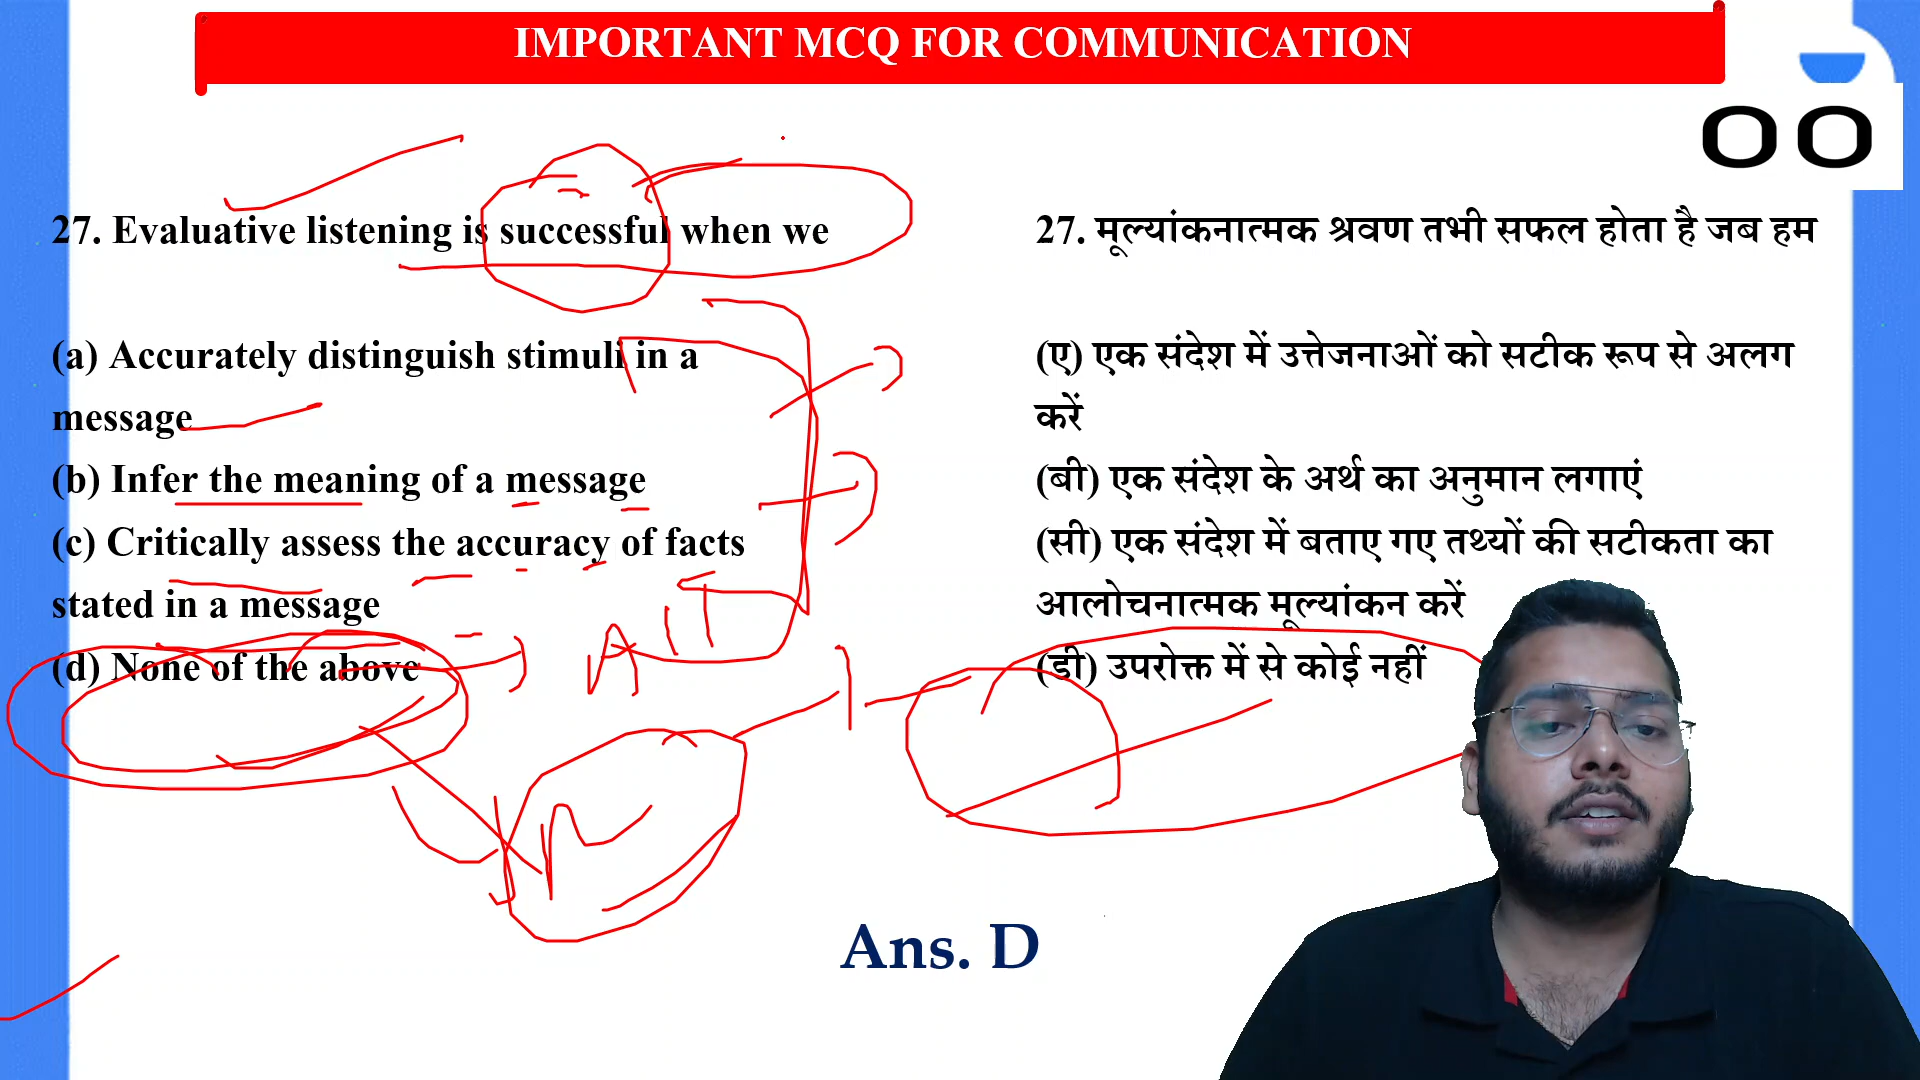 IMPORTANT MCQ FOR COMMUNICATION
27. Evaluative listening is successful when we
(a) Accurately distinguish stimuli in a
message
(b) Infer the meaning of a message
(c) Critically assess the accuracy of facts
stated in a message
(d) None of the above
All
27. मूल्यांकनात्मक श्रवण तभी सफल होता है जब हम
(ए) एक संदेश में उत्तेजनाओं को सटीक रूप से अलग
करें
(बी) एक संदेश के अर्थ का अनुमान लगाएं
(सी) एक संदेश में बताए गए तथ्यों की सटीकता का
आलोचनात्मक मूल्यांकन करें
(डी) उपरोक्त में से कोई नहीं
Ans. D